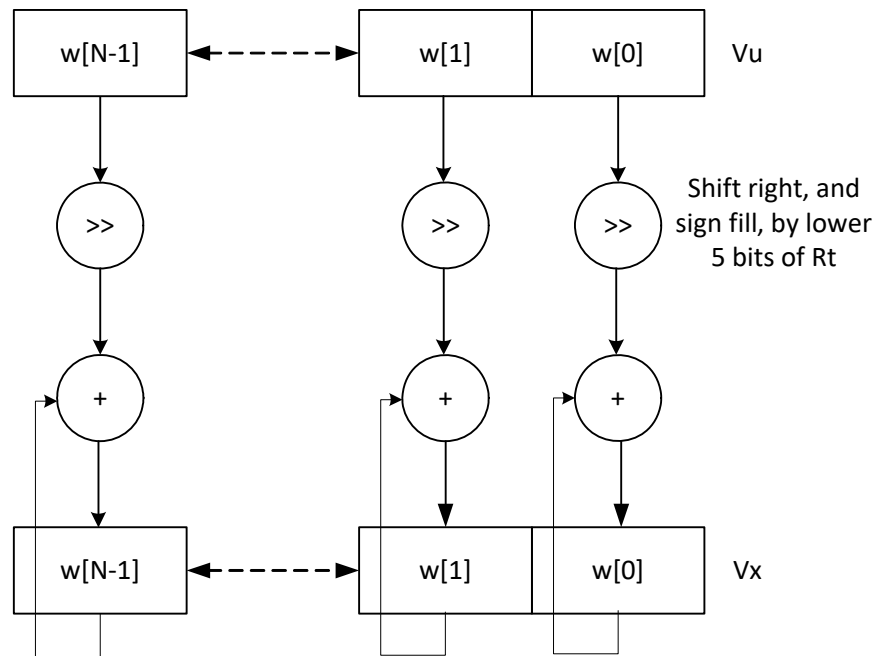 w[N-1] w[1] w[0] Vu
>> >> >> Shift right, and
sign fill, by lower
5 bits of Rt
+ + +
w[N-1] w[1] w[0] Vx